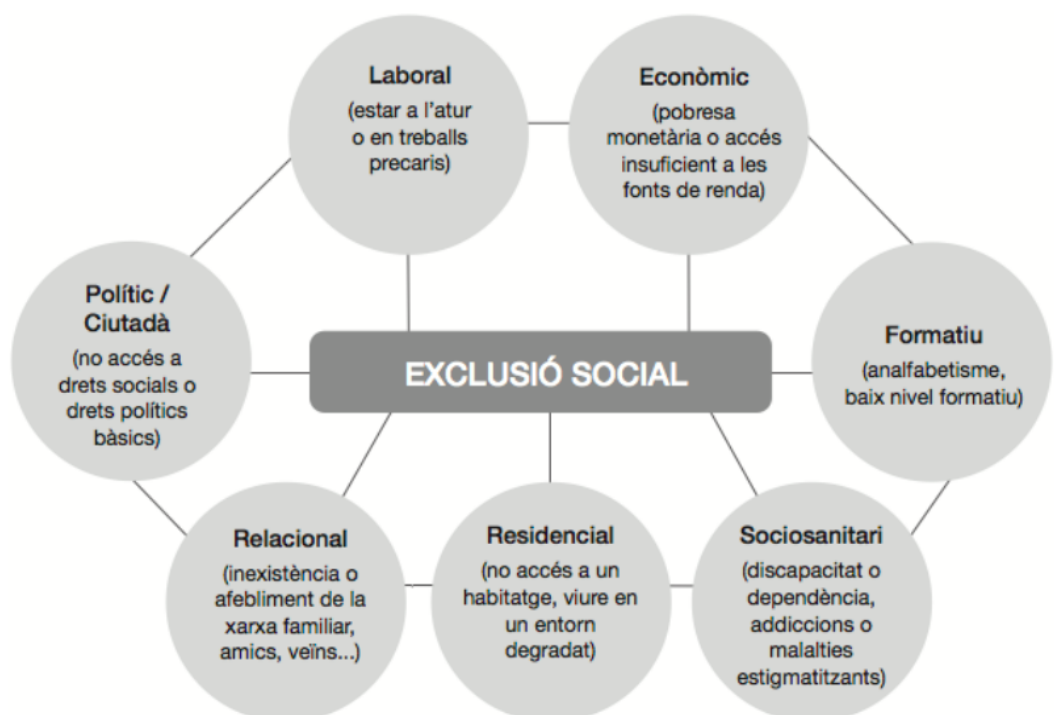 Laboral
(estar a l'atur
o en treballs
precaris)
Econòmic
(pobresa
monetària o accés
insuficient a les
fonts de renda)
Polític /
Ciutadà
(no accés a
drets socials o
drets polítics
bàsics)
EXCLUSIÓ SOCIAL
Formatiu
(analfabetisme,
baix nivell formatiu)
Relacional
(inexistència o
afebliment de la
xarxa familiar,
amics, veïns...)
Residencial
(no accés a un
habitatge, viure en
un entorn
degradat)
Sociosanitari
(discapacitat o
dependència,
addiccions o
malalties
estigmatitzants)